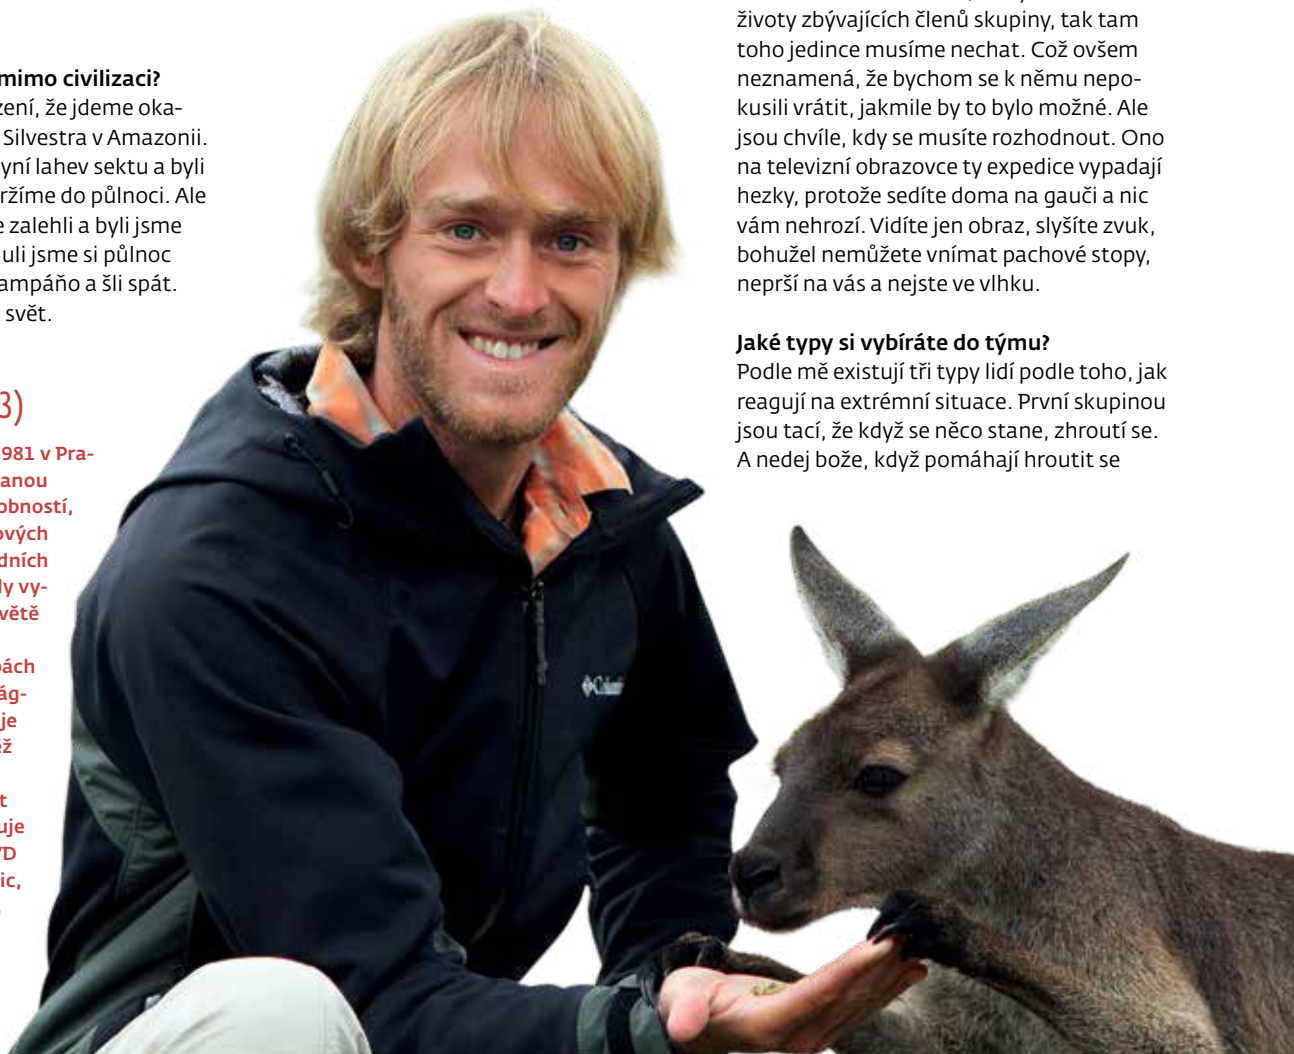 mimo civilizaci?
zení, že jdeme oka-
Silvestra v Amazonii.
yní lahev sektu a byli
ržíme do půlnoci. Ale
e zalehli a byli jsme
uli jsme si půlnoc
ampáňo a šli spát.
svět.
3)
981 v Pra-
anou
obností,
ových
dních
ly vy-
větě
pách
ág-
je
ěž
t
uje
VD
ic,
životy zbývajících členů skupiny, tak tam
toho jedince musíme nechat. Což ovšem
neznamená, že bychom se k němu nepo-
kusili vrátit, jakmile by to bylo možné. Ale
jsou chvíle, kdy se musíte rozhodnout. Ono
na televizní obrazovce ty expedice vypadají
hezky, protože sedíte doma na gauči a nic
vám nehrozí. Vidíte jen obraz, slyšíte zvuk,
bohužel nemůžete vnímat pachové stopy,
neprší na vás a nejste ve vlhku.
Jaké typy si vybíráte do týmu?
Podle mě existují tři typy lidí podle toho, jak
reagují na extrémní situace. První skupinou
jsou tací, že když se něco stane, zhroutí se.
A nedej bože, když pomáhají hroutit se